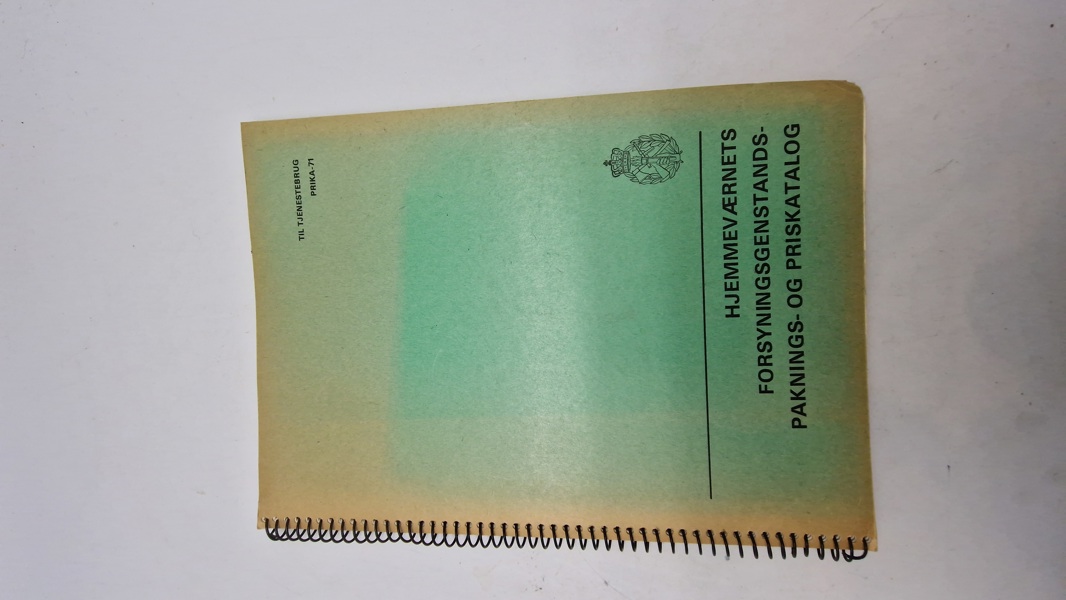 TIL TJENESTEBRUG
PRIKA-71
HJEMMEVÆRNETS
FORSYNINGSGENSTANDS-
PAKNINGS- OG PRISKATALOG